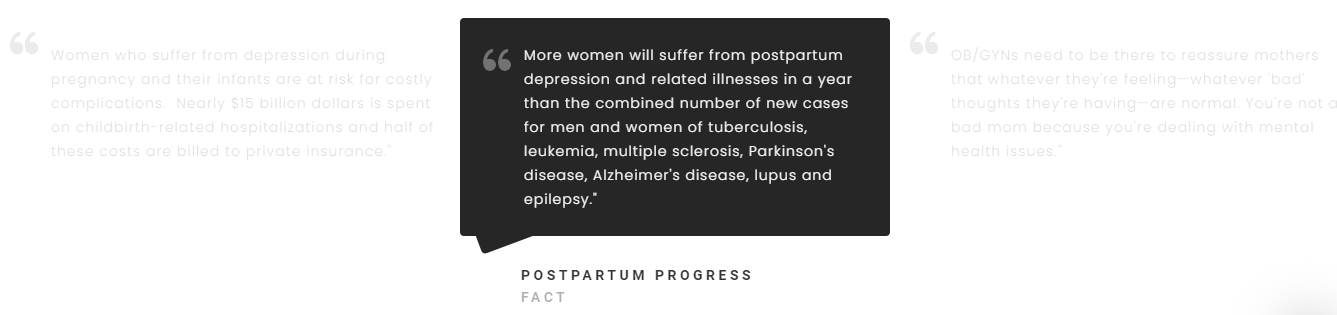 Women who suffer from depression during
pregnancy and their infants are at risk for costly
complications.  Nearly $15 billion dollars is spent
on childbirth-related hospitalizations and half of
these costs are billed to private insurance."
More women will suffer from postpartum
depression and related illnesses in a year
than the combined number of new cases
for men and women of tuberculosis,
leukemia, multiple sclerosis, Parkinson's
disease, Alzheimer's disease, lupus and
epilepsy."
POSTPARTUM PROGRESS
FACT
OB/GYNs need to be there to reassure mothers
that whatever they're feeling—whatever 'bad'
thoughts they're having—are normal. You're not a
bad mom because you're dealing with mental
health issues."